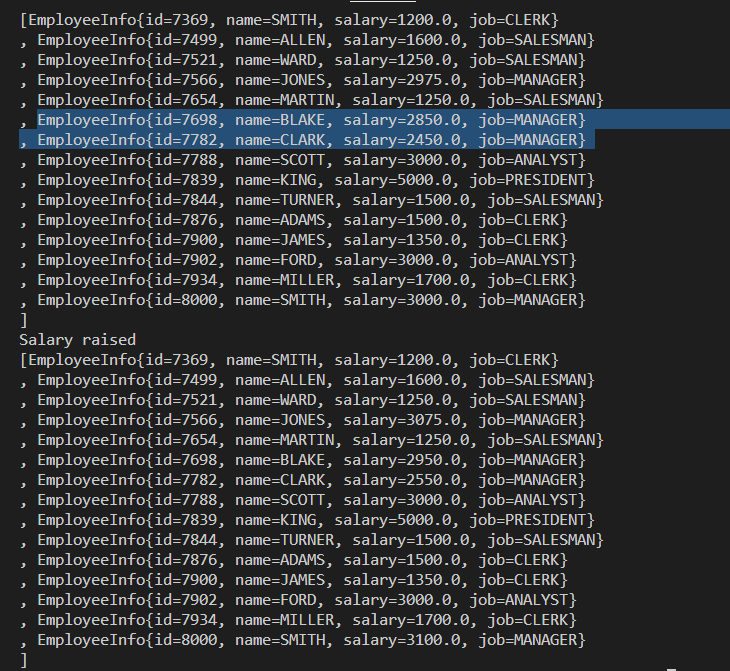 [EmployeeInfo{id=7369, name=SMITH, salary=1200.0, job=CLERK}
, EmployeeInfo{id=7499, name=ALLEN, salary=1600.0, job=SALESMAN}
, EmployeeInfo{id=7521, name=WARD, salary=1250.0, job=SALESMAN}
, EmployeeInfo{id=7566, name=JONES, salary=2975.0, job=MANAGER}
, EmployeeInfo{id=7654, name=MARTIN, salary=1250.0, job=SALESMAN}
, EmployeeInfo{id=7698, name=BLAKE, salary=2850.0, job=MANAGER}
, EmployeeInfo{id=7782, name=CLARK, salary=2450.0, job=MANAGER}
, EmployeeInfo{id=7788, name=SCOTT, salary=3000.0, job=ANALYST}
, EmployeeInfo{id=7839, name=KING, salary=5000.0, job=PRESIDENT}
, EmployeeInfo{id=7844, name=TURNER, salary=1500.0, job=SALESMAN}
, EmployeeInfo{id=7876, name=ADAMS, salary=1500.0, job=CLERK}
, EmployeeInfo{id=7900, name=JAMES, salary=1350.0, job=CLERK}
, EmployeeInfo{id=7902, name=FORD, salary=3000.0, job=ANALYST}
, EmployeeInfo{id=7934, name=MILLER, salary=1700.0, job=CLERK}
, EmployeeInfo{id=8000, name=SMITH, salary=3000.0, job=MANAGER}
]
Salary raised
[EmployeeInfo{id=7369, name=SMITH, salary=1200.0, job=CLERK}
, EmployeeInfo{id=7499, name=ALLEN, salary=1600.0, job=SALESMAN}
, EmployeeInfo{id=7521, name=WARD, salary=1250.0, job=SALESMAN}
, EmployeeInfo{id=7566, name=JONES, salary=3075.0, job=MANAGER}
, EmployeeInfo{id=7654, name=MARTIN, salary=1250.0, job=SALESMAN}
, EmployeeInfo{id=7698, name=BLAKE, salary=2950.0, job=MANAGER}
, EmployeeInfo{id=7782, name=CLARK, salary=2550.0, job=MANAGER}
, EmployeeInfo{id=7788, name=SCOTT, salary=3000.0, job=ANALYST}
, EmployeeInfo{id=7839, name=KING, salary=5000.0, job=PRESIDENT}
, EmployeeInfo{id=7844, name=TURNER, salary=1500.0, job=SALESMAN}
, EmployeeInfo{id=7876, name=ADAMS, salary=1500.0, job=CLERK}
, EmployeeInfo{id=7900, name=JAMES, salary=1350.0, job=CLERK}
, EmployeeInfo{id=7902, name=FORD, salary=3000.0, job=ANALYST}
, EmployeeInfo{id=7934, name=MILLER, salary=1700.0, job=CLERK}
, EmployeeInfo{id=8000, name=SMITH, salary=3100.0, job=MANAGER}
]